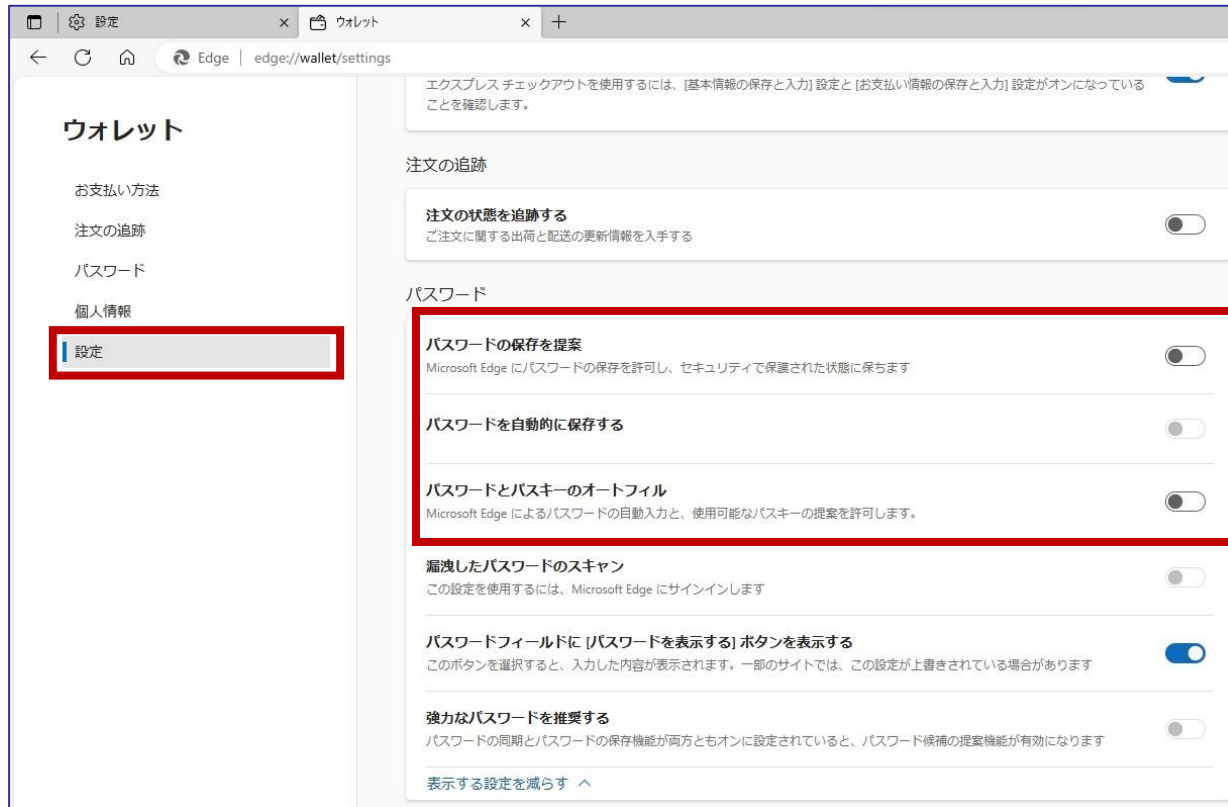 設定
ウォレット
Edge | edge://wallet/settings
エクスプレス チェックアウトを使用するには、[基本情報の保存と入力] 設定と [お支払い情報の保存と入力] 設定がオンになっている
ことを確認します。
ウォレット
お支払い方法
注文の追跡
パスワード
個人情報
設定
注文の追跡
注文の状態を追跡する
ご注文に関する出荷と配送の更新情報を入手する
パスワード
パスワードの保存を提案
Microsoft Edge にパスワードの保存を許可し、セキュリティで保護された状態に保ちます
パスワードを自動的に保存する
パスワードとパスキーのオートフィル
Microsoft Edge によるパスワードの自動入力と、使用可能なパスキーの提案を許可します。
漏洩したパスワードのスキャン
この設定を使用するには、Microsoft Edge にサインインします
パスワードフィールドに [パスワードを表示する] ボタンを表示する
このボタンを選択すると、入力した内容が表示されます。一部のサイトでは、この設定が上書きされている場合があります
強力なパスワードを推奨する
パスワードの同期とパスワードの保存機能が両方ともオンに設定されていると、パスワード候補の提案機能が有効になります
表示する設定を減らす